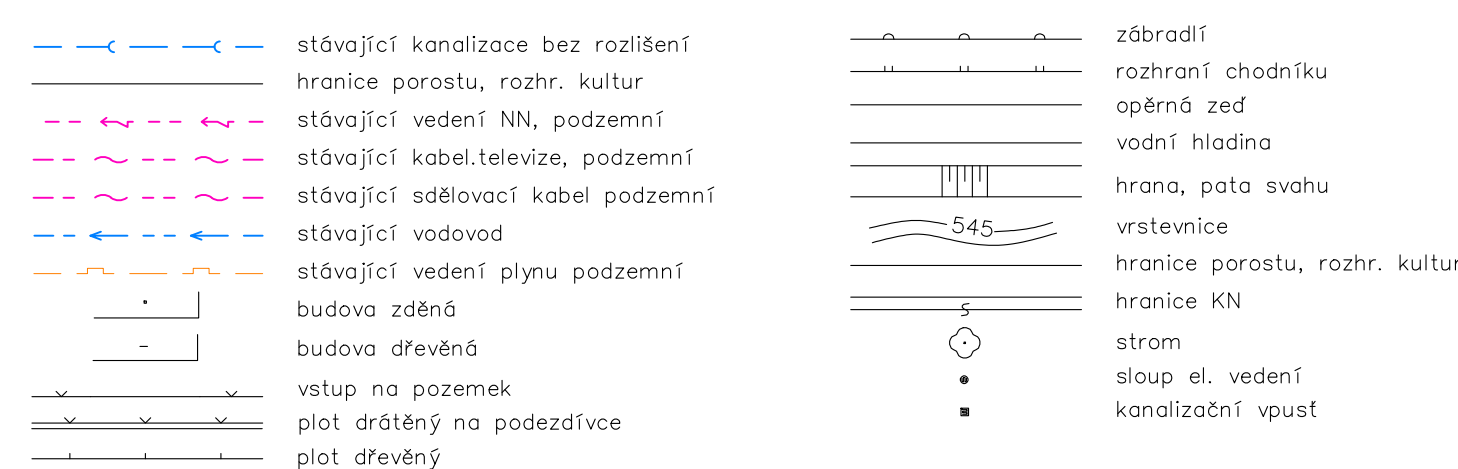 stávající kanalizace bez rozlišení
hranice porostu, rozhr. kultur
stávající vedení NN, podzemní
stávající kabel.televize, podzemní
stávající sdělovací kabel podzemní
stávající vodovod
stávající vedení plynu podzemní
budova zděná
budova dřevěná
vstup na pozemek
plot drátěný na podezdívce
plot dřevěný
zábradlí
rozhraní chodníku
opěrná zeď
vodní hladina
hrana, pata svahu
545 vrstevnice
hranice porostu, rozhr. kultur
hranice KN
strom
sloup el. vedení
kanalizační vpusť